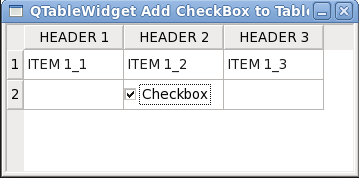 QTableWidget Add CheckBox to Table
HEADER 1 HEADER 2 HEADER 3
1 ITEM 1_1 ITEM 1_2 ITEM 1_3
2 Checkbox